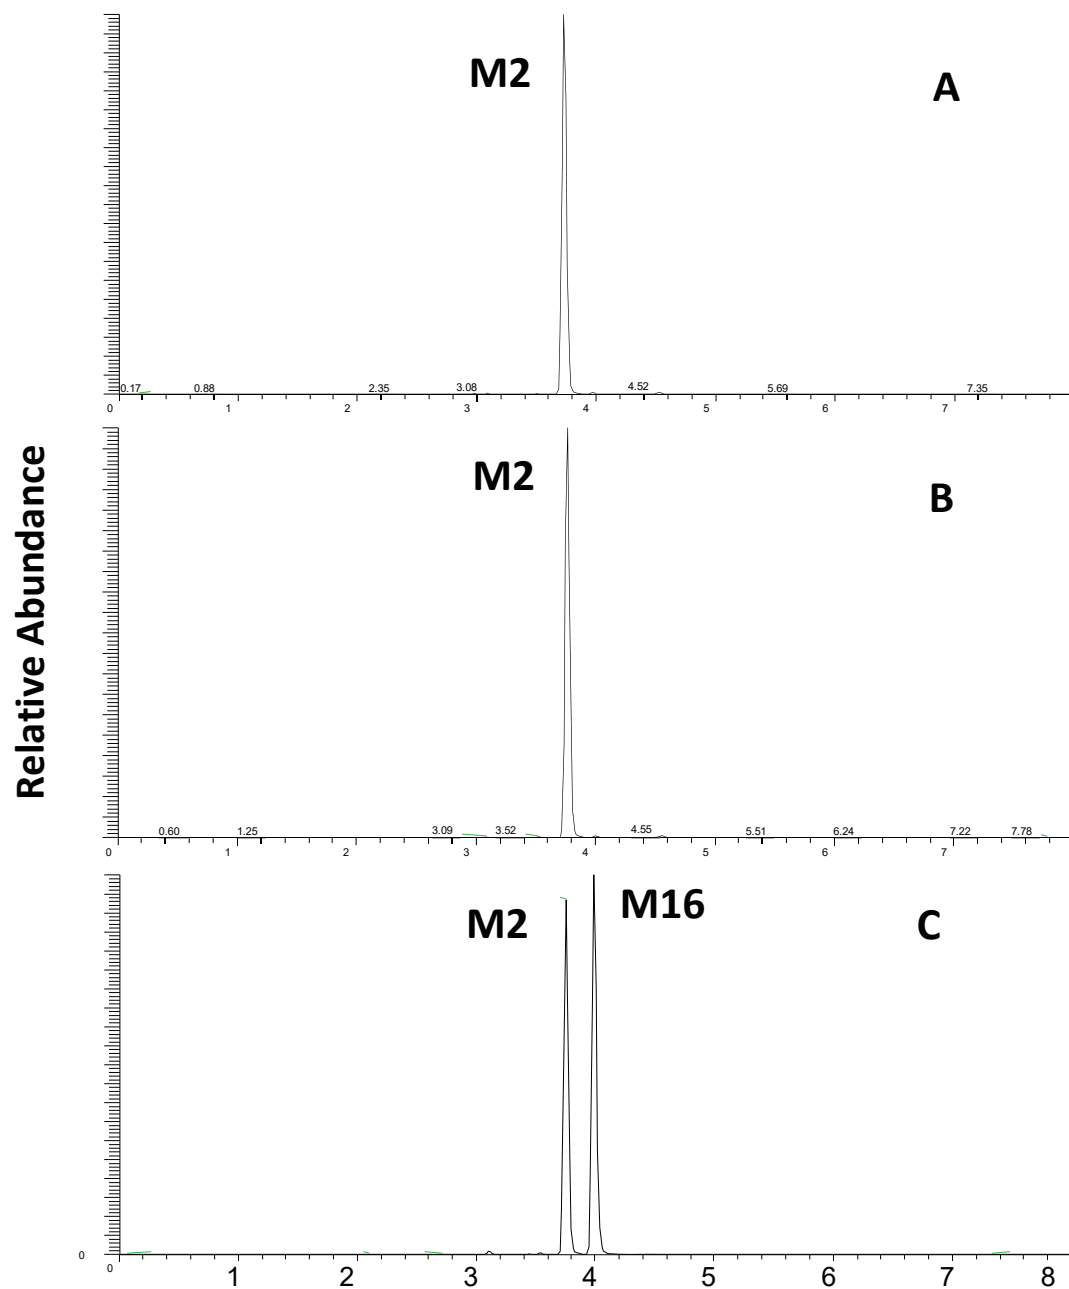 M2
A
0.17 0.88 2.35 3.08 4.52 5.69 7.35
0 1 2 3 4 5 6 7
Relative Abundance
M2
B
0.60 1.25 3.09 3.52 4.55 5.51 6.24 7.22 7.78
0 1 2 3 4 5 6 7
M2
M16
C
0
0 1 2 3 4 5 6 7 8